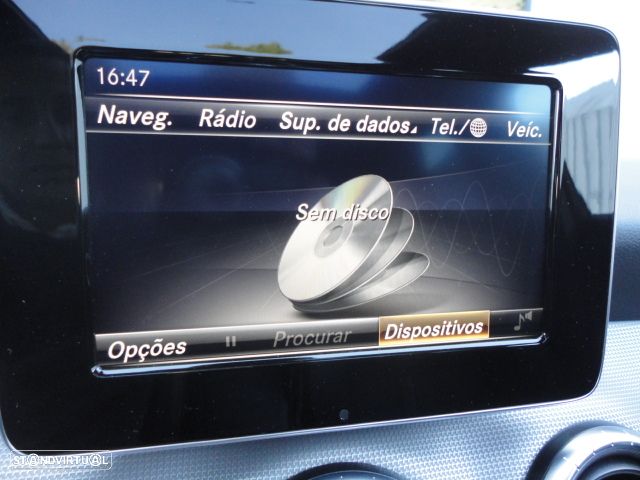 16:47
Naveg. Rádio Sup. de dados Tel./ Veíc.
Sem disco
Opções Procurar Dispositivos
STANDVIRTUAL